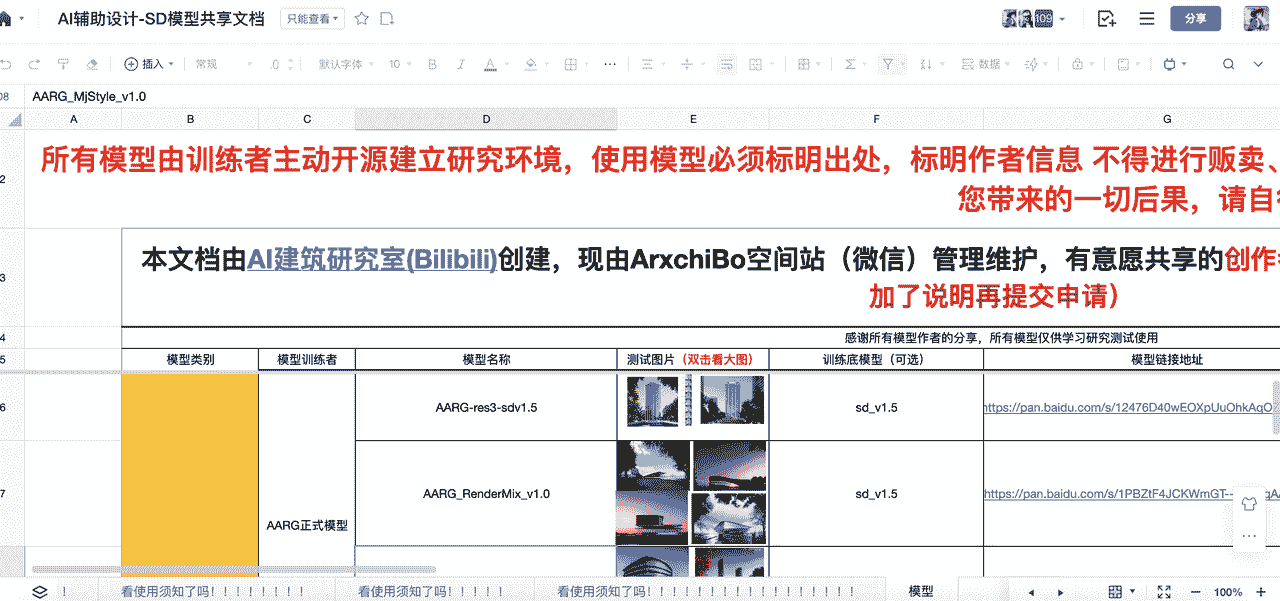 AI辅助设计-SD模型共享文档
只能查看
109
分享
插入
常规
.0
默认字体
10
B
I
A
数据
08
AARG_MjStyle_v1.0
A B C D E F G
2
所有模型由训练者主动开源建立研究环境，使用模型必须标明出处，标明作者信息 不得进行贩卖、
您带来的一切后果，请自
3
本文档由AI建筑研究室(Bilibili)创建，现由ArxchiBo空间站（微信）管理维护，有意愿共享的创作
加了说明再提交申请）
4
感谢所有模型作者的分享，所有模型仅供学习研究测试使用
5
模型类别 模型训练者 模型名称 测试图片（双击看大图） 训练底模型（可选） 模型链接地址
6
AARG-res3-sdv1.5 sd_v1.5 https://pan.baidu.com/s/12476D40wEOXpUuOhkAqO
7
AARG_RenderMix_v1.0 sd_v1.5 https://pan.baidu.com/s/1PBZtF4JCKWmGT--
AARG正式模型
！ 看使用须知了吗！！！！！！！！ 看使用须知了吗！！！！！ 看使用须知了吗！！！！！！！！！！！！！！！！ 模型
100%